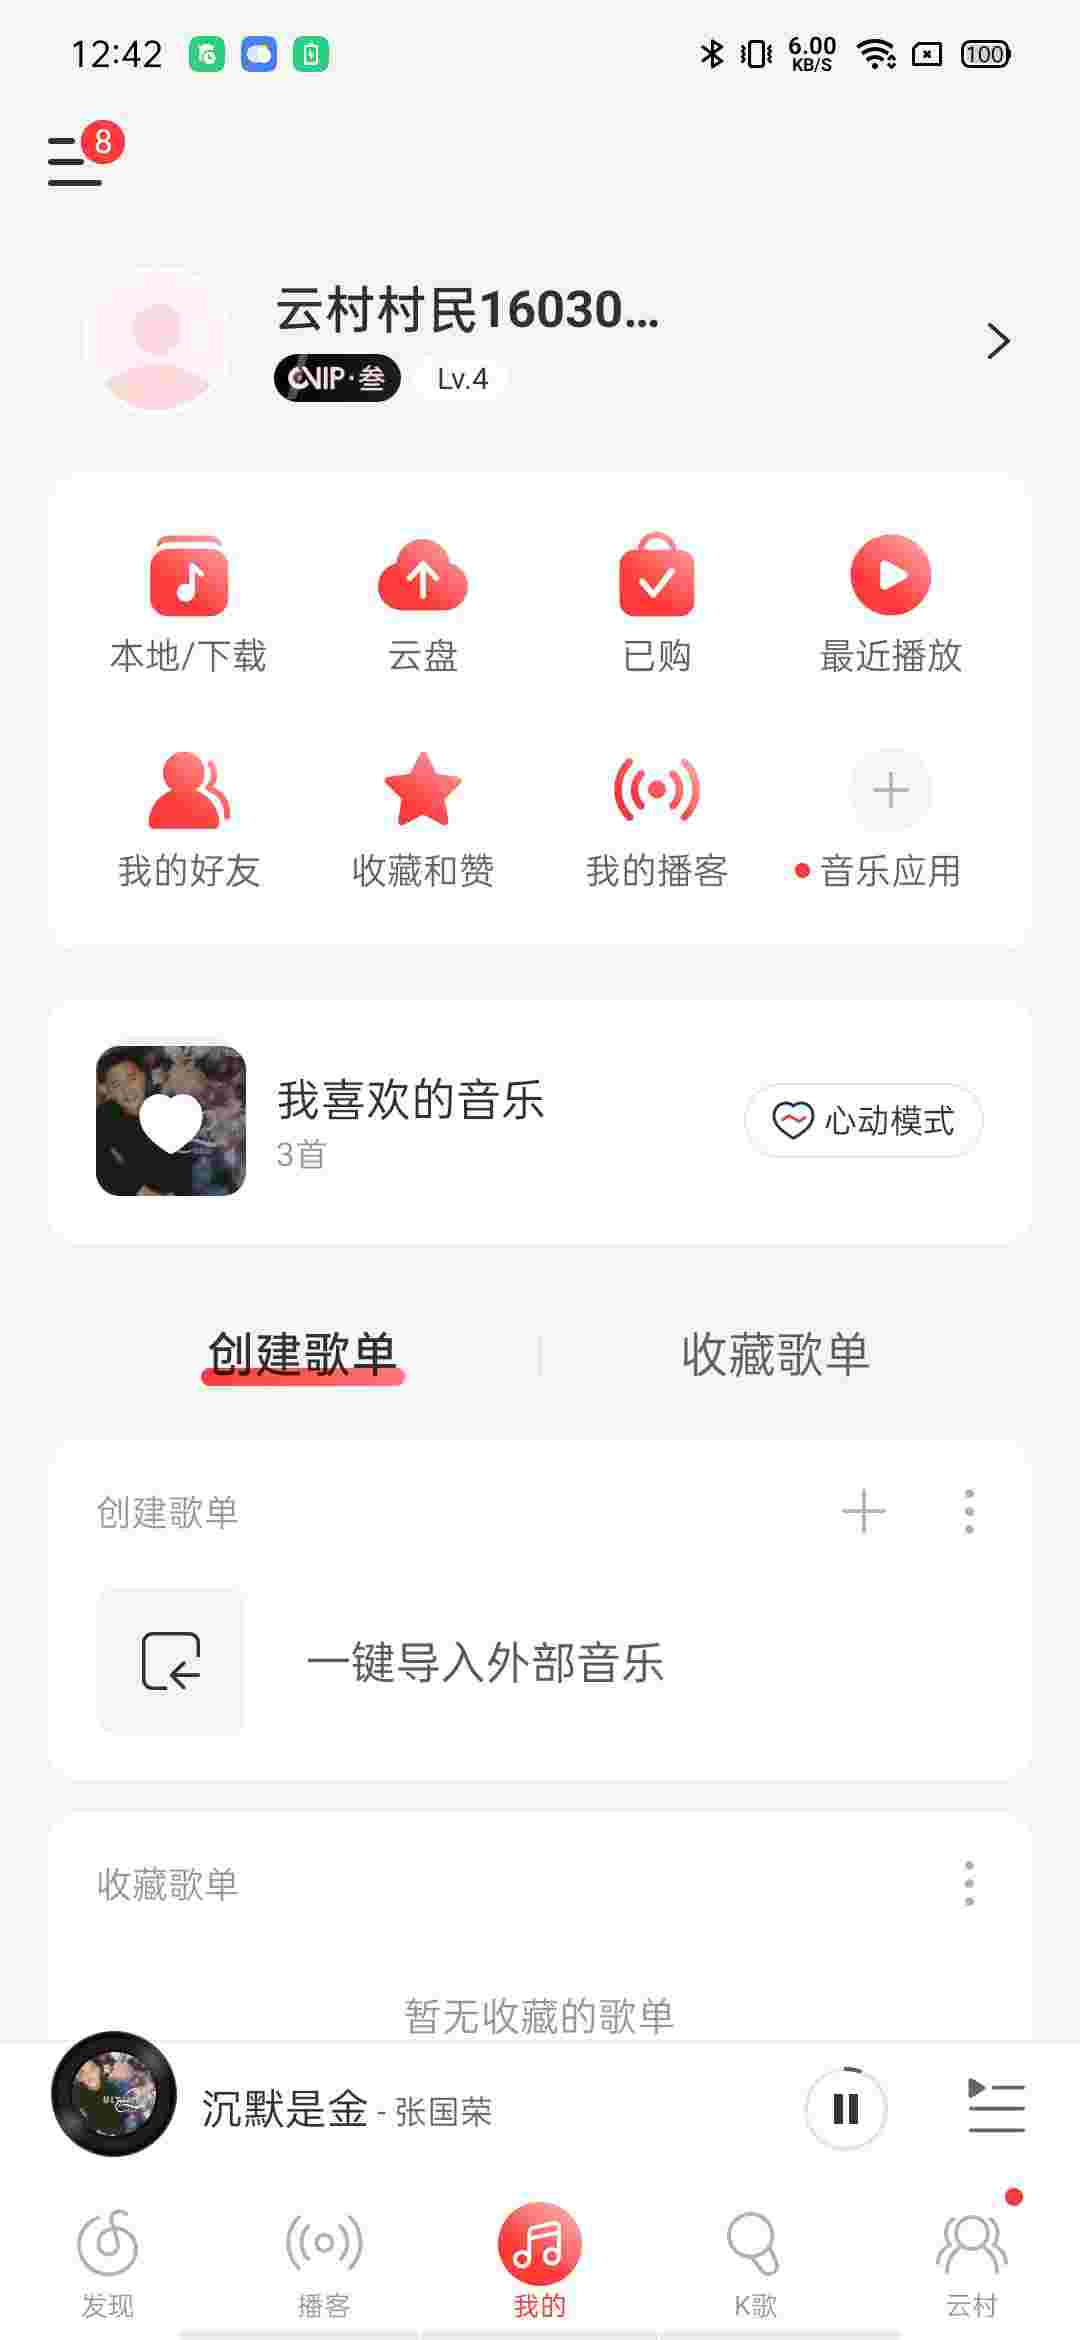 12:42
6.00
KB/S
100
8
云村村民16030...
VIP·叁
Lv.4
本地/下载
云盘
已购
最近播放
我的好友
收藏和赞
我的播客
音乐应用
我喜欢的音乐
3首
心动模式
创建歌单
收藏歌单
创建歌单
一键导入外部音乐
收藏歌单
暂无收藏的歌单
沉默是金 - 张国荣
发现
播客
我的
K歌
云村